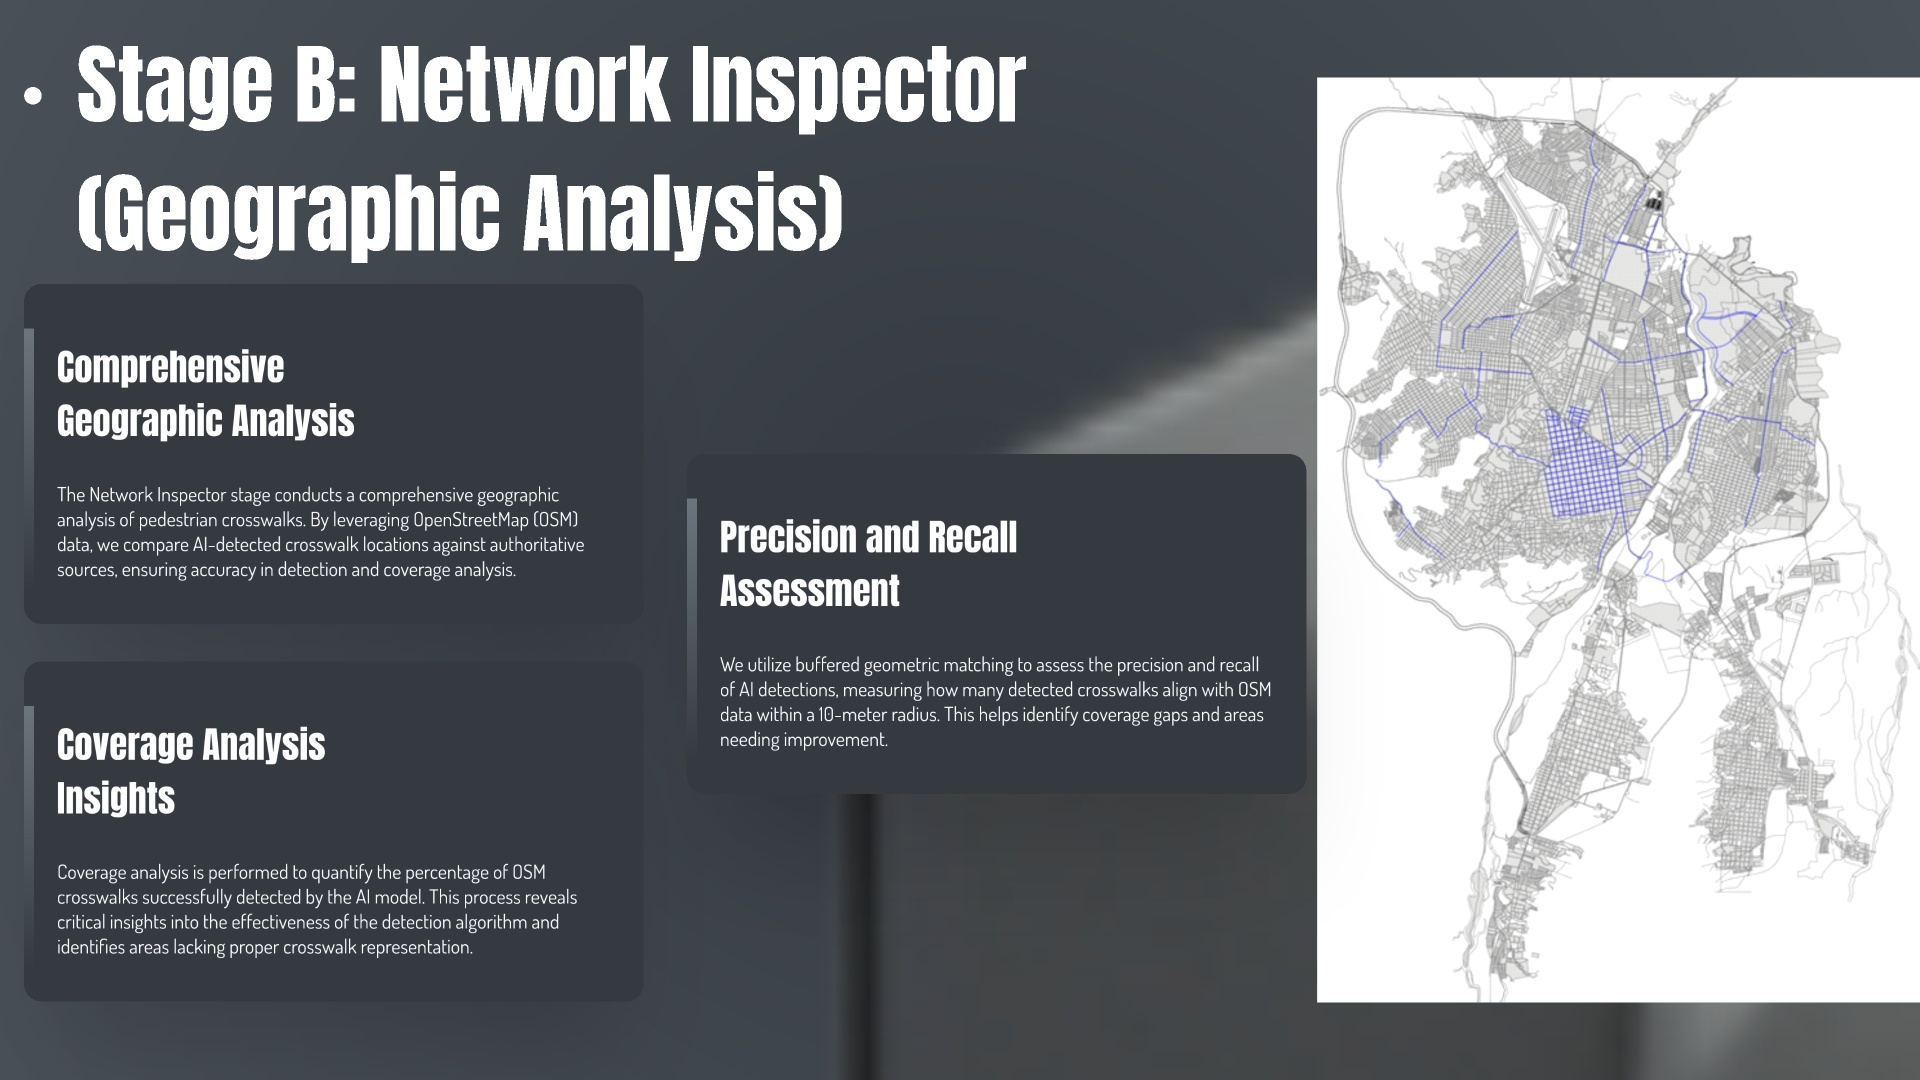 • Stage B: Network Inspector
(Geographic Analysis)
Comprehensive
Geographic Analysis
The Network Inspector stage conducts a comprehensive geographic
analysis of pedestrian crosswalks. By leveraging OpenStreetMap (OSM)
data, we compare AI-detected crosswalk locations against authoritative
sources, ensuring accuracy in detection and coverage analysis.
Precision and Recall
Assessment
We utilize buffered geometric matching to assess the precision and recall
of AI detections, measuring how many detected crosswalks align with OSM
data within a 10-meter radius. This helps identify coverage gaps and areas
needing improvement.
Coverage Analysis
Insights
Coverage analysis is performed to quantify the percentage of OSM
crosswalks successfully detected by the AI model. This process reveals
critical insights into the effectiveness of the detection algorithm and
identifies areas lacking proper crosswalk representation.